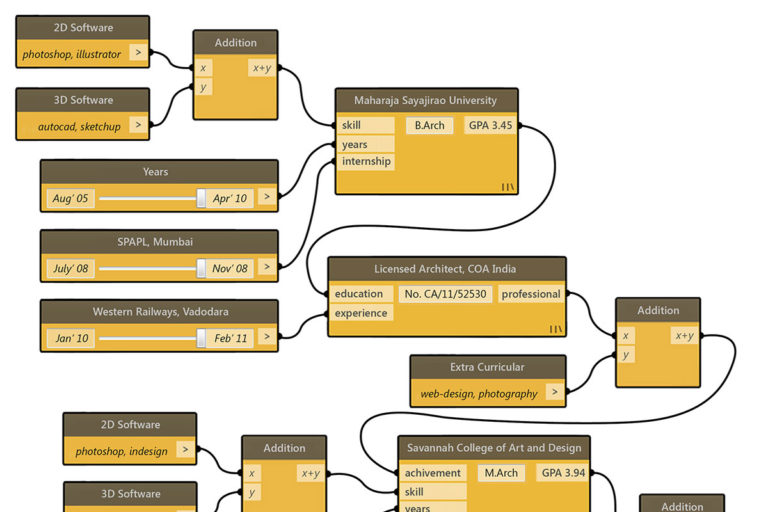 2D Software
photoshop, illustrator >
Addition
x x+y
y
3D Software
autocad, sketchup >
Maharaja Sayajirao University
skill B.Arch GPA 3.45
years
internship
Years
Aug' 05 Apr' 10 >
SPAPL, Mumbai
July' 08 Nov' 08 >
Licensed Architect, COA India
education No. CA/11/52530 professional
experience
Western Railways, Vadodara
Jan' 10 Feb' 11 >
Addition
x x+y
y
Extra Curricular
web-design, photography >
2D Software
photoshop, indesign >
Addition
x x+y
y
Savannah College of Art and Design
achivement M.Arch GPA 3.94
skill
years
3D Software
Addition